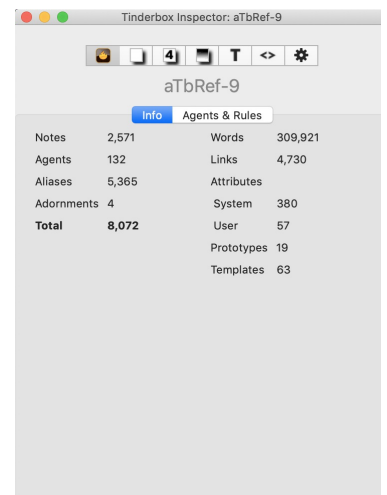 Tinderbox Inspector: aTbRef-9
4 T <>
aTbRef-9
Info Agents & Rules
Notes 2,571 Words 309,921
Agents 132 Links 4,730
Aliases 5,365 Attributes
Adornments 4 System 380
Total 8,072 User 57
Prototypes 19
Templates 63